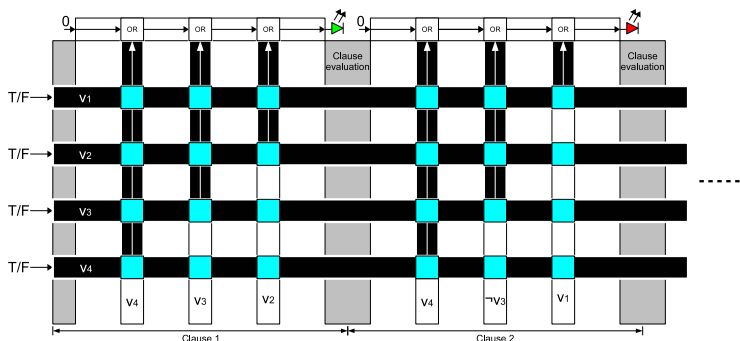 0 OR OR OR 0 OR OR OR
Clause evaluation
Clause evaluation
T/F V1
T/F V2
T/F V3
T/F V4
V4 V3 V2 V4 ¬V3 V1
Clause 1 Clause 2